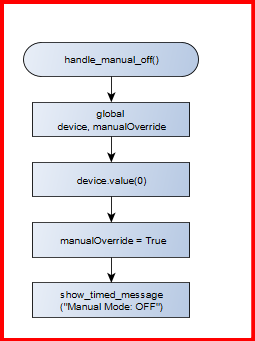 handle_manual_off()
global
device, manualOverride
device.value(0)
manualOverride = True
show_timed_message
("Manual Mode: OFF")